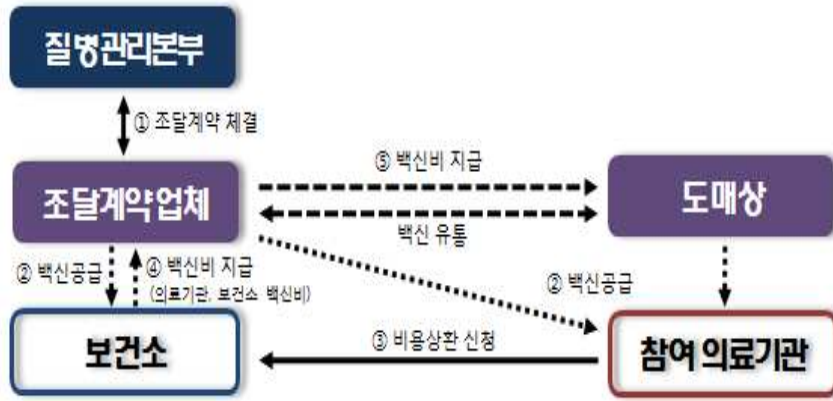 질병관리본부
① 조달계약 체결
조달계약업체
⑤ 백신비 지급
백신 유통
도매상
② 백신공급
④ 백신비 지급
(의료기관, 보건소 백신비)
② 백신공급
보건소
③ 비용상환 신청
참여 의료기관